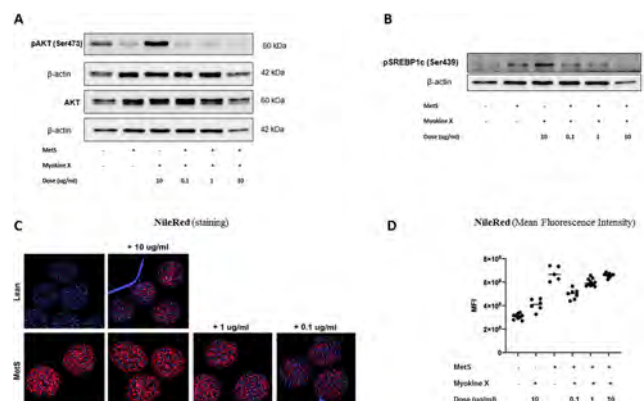 A
pAKT (Ser473)
60 kDa
β-actin
42 kDa
AKT
60 kDa
β-actin
42 kDa
MetS - + - + + +
Myokine X - - + + + +
Dose (ug/ml) 10 0,1 1 10
B
pSREBP1c (Ser439)
β-actin
MetS - + - + + +
Myokine X - - + + + +
Dose (ug/ml) 10 0,1 1 10
C
NileRed (staining)
+ 10 ug/ml
Lean
+ 1 ug/ml
+ 0.1 ug/ml
MetS
D
NileRed (Mean Fluorescence Intensity)
MFI
MetS - - + + + +
Myokine X - + - + + +
Dose (ug/ml) 10 0.1 1 10